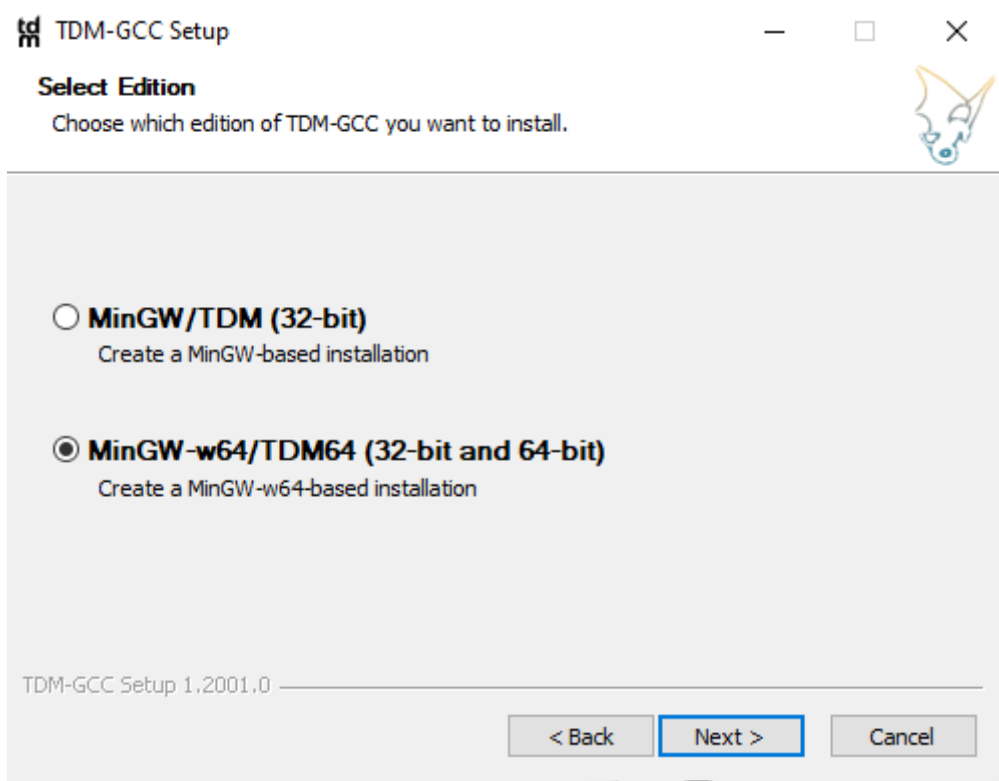 tdm
TDM-GCC Setup
Select Edition
Choose which edition of TDM-GCC you want to install.
MinGW/TDM (32-bit)
Create a MinGW-based installation
MinGW-w64/TDM64 (32-bit and 64-bit)
Create a MinGW-w64-based installation
TDM-GCC Setup 1.2001.0
< Back
Next >
Cancel